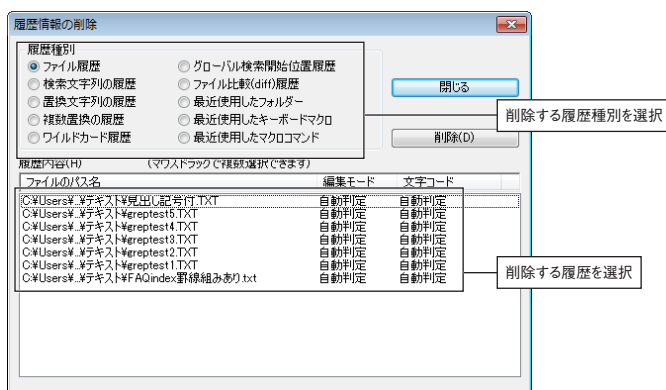 履歴情報の削除
履歴種別
ファイル履歴
検索文字列の履歴
置換文字列の履歴
複数置換の履歴
ワイルドカード履歴
グローバル検索開始位置履歴
ファイル比較(diff)履歴
最近使用したフォルダー
最近使用したキーボードマクロ
最近使用したマクロコマンド
閉じる
削除(D)
削除する履歴種別を選択
履歴内容(H) (マウスドラッグで複数選択できます)
ファイルのパス名 編集モード 文字コード
C:¥Users¥..¥テキスト¥見出し記号付.TXT 自動判定 自動判定
C:¥Users¥..¥テキスト¥greptest5.TXT 自動判定 自動判定
C:¥Users¥..¥テキスト¥greptest4.TXT 自動判定 自動判定
C:¥Users¥..¥テキスト¥greptest3.TXT 自動判定 自動判定
C:¥Users¥..¥テキスト¥greptest2.TXT 自動判定 自動判定
C:¥Users¥..¥テキスト¥greptest1.TXT 自動判定 自動判定
C:¥Users¥..¥テキスト¥FAQindex罫線組みあり.txt 自動判定 自動判定
削除する履歴を選択